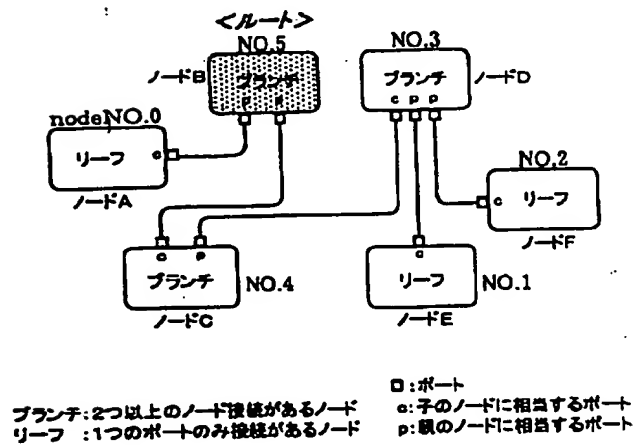 <ルート>
NO.5
NO.3
ノードB
ブランチ
p p
ブランチ
c p p
ノードD
nodeNO.0
リーフ c
ノードA
NO.2
c リーフ
ノードF
c p
ブランチ
NO.4
ノードC
c
リーフ
NO.1
ノードE
ブランチ:2つ以上のノード接続があるノード
リーフ :1つのポートのみ接続があるノード
□:ポート
c:子のノードに相当するポート
p:親のノードに相当するポート